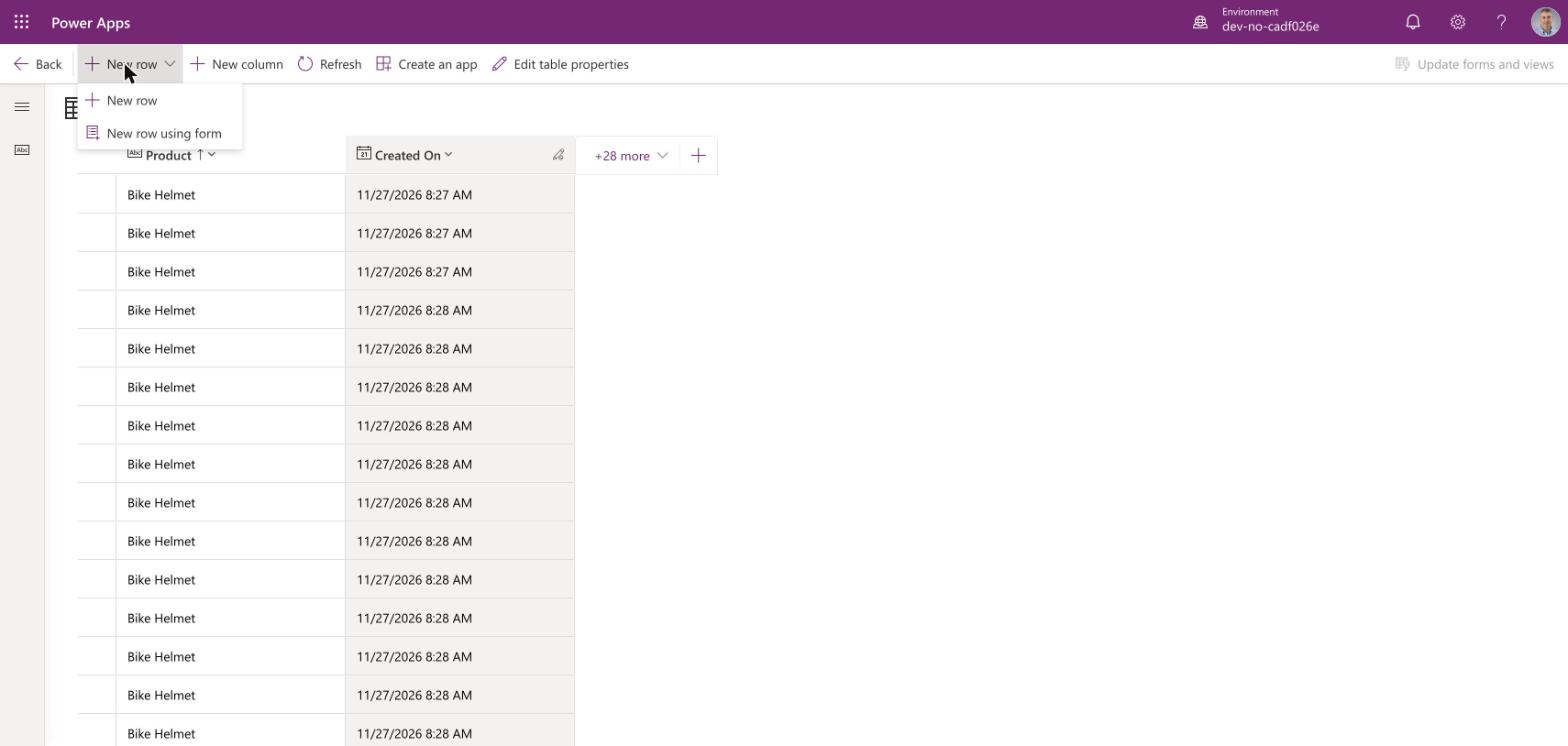 Power Apps
Environment
dev-no-cadf026e
?
Back
New row
New column
Refresh
Create an app
Edit table properties
Update forms and views
New row
New row using form
Abc
Abc Product
21 Created On
+28 more
Bike Helmet 11/27/2026 8:27 AM
Bike Helmet 11/27/2026 8:27 AM
Bike Helmet 11/27/2026 8:27 AM
Bike Helmet 11/27/2026 8:28 AM
Bike Helmet 11/27/2026 8:28 AM
Bike Helmet 11/27/2026 8:28 AM
Bike Helmet 11/27/2026 8:28 AM
Bike Helmet 11/27/2026 8:28 AM
Bike Helmet 11/27/2026 8:28 AM
Bike Helmet 11/27/2026 8:28 AM
Bike Helmet 11/27/2026 8:28 AM
Bike Helmet 11/27/2026 8:28 AM
Bike Helmet 11/27/2026 8:28 AM
Bike Helmet 11/27/2026 8:28 AM
Bike Helmet 11/27/2026 8:28 AM